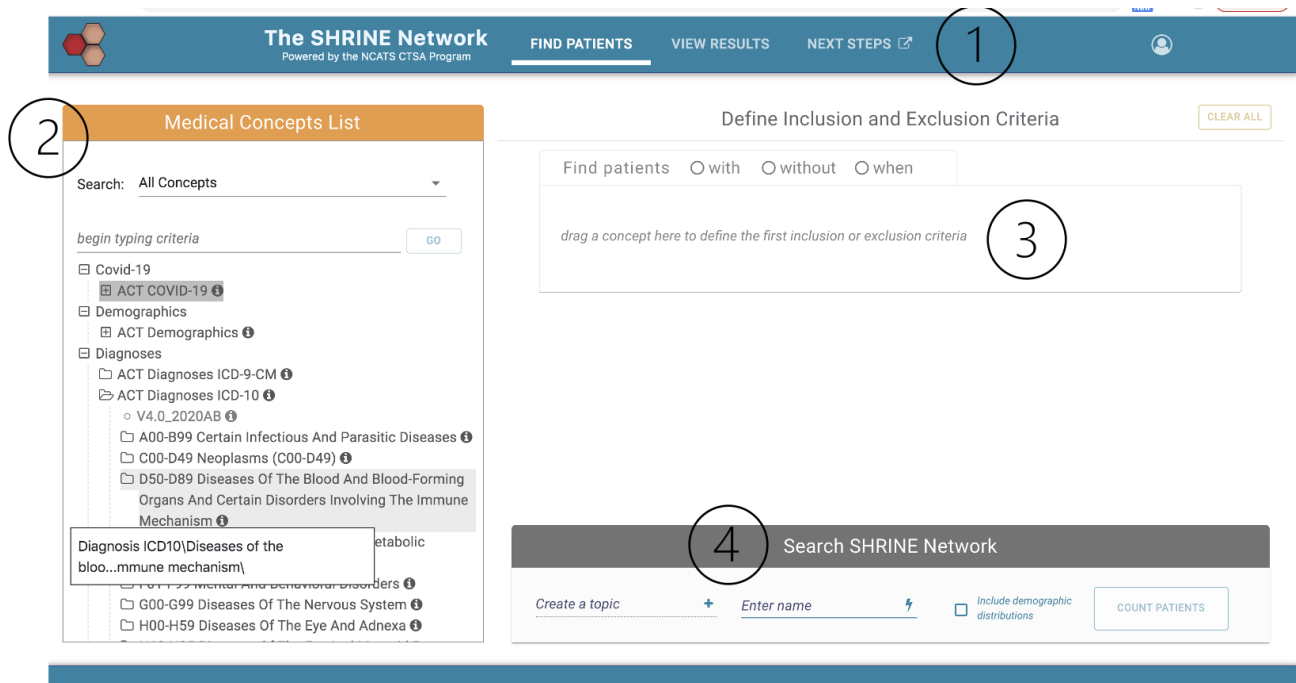 The SHRINE Network
Powered by the NCATS CTSA Program
FIND PATIENTS
VIEW RESULTS
NEXT STEPS
1
2
Medical Concepts List
Search: All Concepts
begin typing criteria
GO
Covid-19
ACT COVID-19
Demographics
ACT Demographics
Diagnoses
ACT Diagnoses ICD-9-CM
ACT Diagnoses ICD-10
V4.0_2020AB
A00-B99 Certain Infectious And Parasitic Diseases
C00-D49 Neoplasms (C00-D49)
D50-D89 Diseases Of The Blood And Blood-Forming
Organs And Certain Disorders Involving The Immune
Mechanism
Diagnosis ICD10\Diseases of the
bloo...mmune mechanism\
etabolic
Mental And Behavioral Disorders
G00-G99 Diseases Of The Nervous System
H00-H59 Diseases Of The Eye And Adnexa
Define Inclusion and Exclusion Criteria
CLEAR ALL
Find patients with without when
drag a concept here to define the first inclusion or exclusion criteria
3
4
Search SHRINE Network
Create a topic +
Enter name
Include demographic
distributions
COUNT PATIENTS